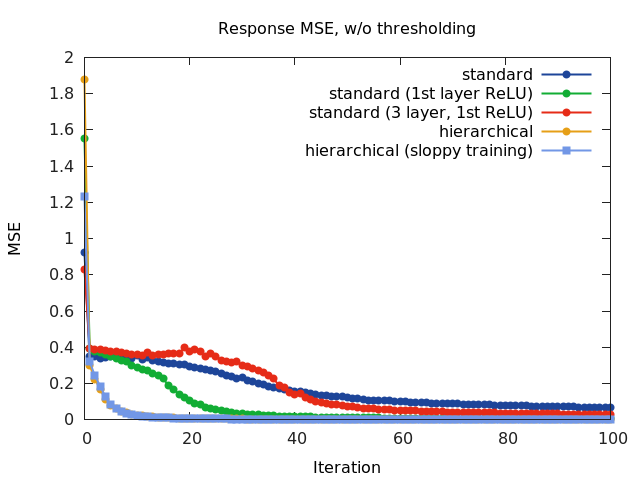 Response MSE, w/o thresholding
2
1.8
1.6
1.4
1.2
1
0.8
0.6
0.4
0.2
0
MSE
standard
standard (1st layer ReLU)
standard (3 layer, 1st ReLU)
hierarchical
hierarchical (sloppy training)
0 20 40 60 80 100
Iteration